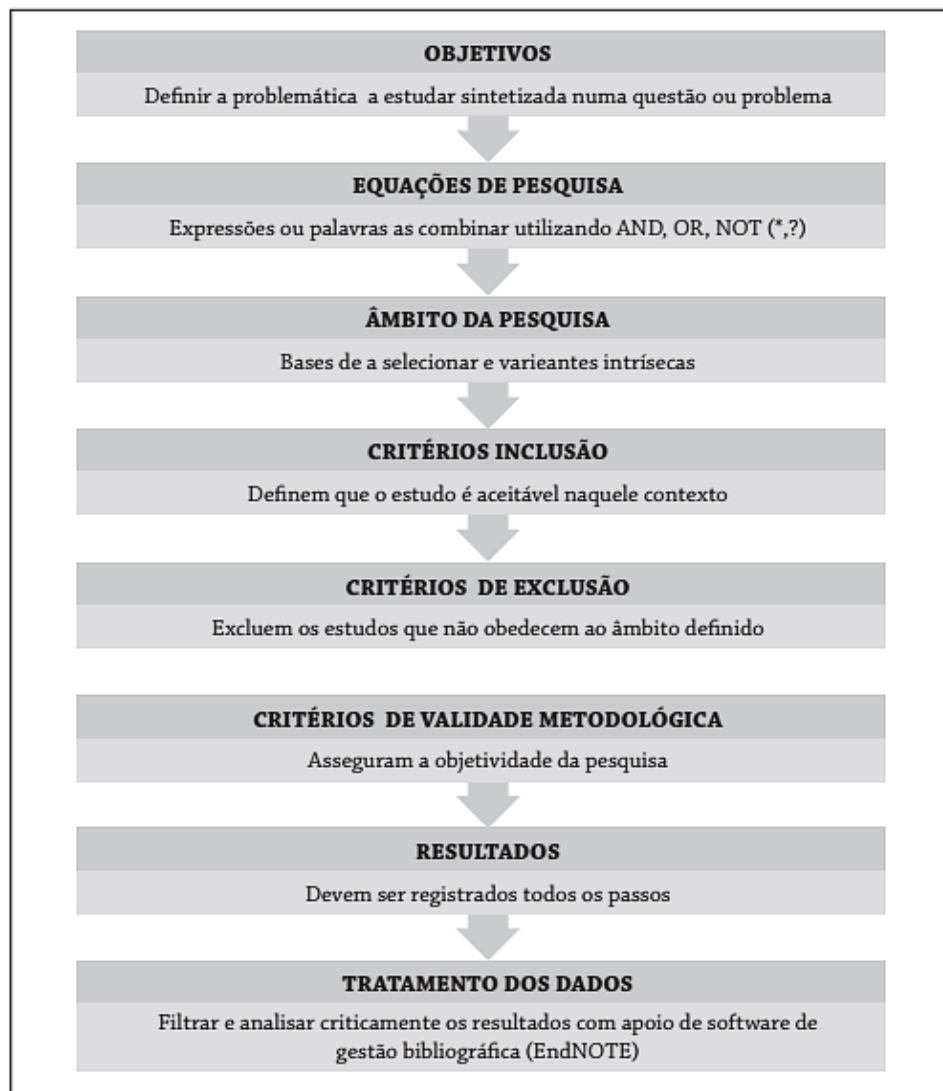 OBJETIVOS
Definir a problemática a estudar sintetizada numa questão ou problema
EQUAÇÕES DE PESQUISA
Expressões ou palavras as combinar utilizando AND, OR, NOT (*,?)
ÂMBITO DA PESQUISA
Bases de a selecionar e varieantes intrísecas
CRITÉRIOS INCLUSÃO
Definem que o estudo é aceitável naquele contexto
CRITÉRIOS DE EXCLUSÃO
Excluem os estudos que não obedecem ao âmbito definido
CRITÉRIOS DE VALIDADE METODOLÓGICA
Asseguram a objetividade da pesquisa
RESULTADOS
Devem ser registrados todos os passos
TRATAMENTO DOS DADOS
Filtrar e analisar criticamente os resultados com apoio de software de
gestão bibliográfica (EndNOTE)